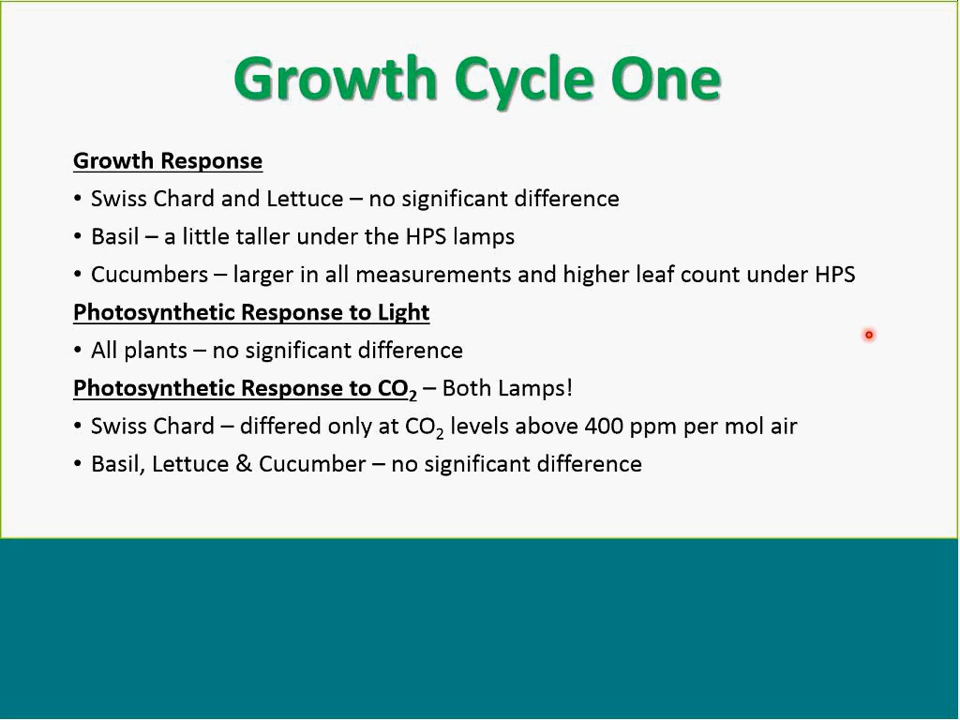 Growth Cycle One
Growth Response
• Swiss Chard and Lettuce – no significant difference
• Basil – a little taller under the HPS lamps
• Cucumbers – larger in all measurements and higher leaf count under HPS
Photosynthetic Response to Light
• All plants – no significant difference
Photosynthetic Response to CO₂ – Both Lamps!
• Swiss Chard – differed only at CO₂ levels above 400 ppm per mol air
• Basil, Lettuce & Cucumber – no significant difference